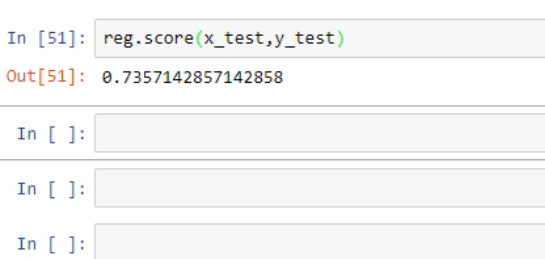 In [51]: reg.score(x_test,y_test)
Out[51]: 0.7357142857142858
In [ ]:
In [ ]:
In [ ]: